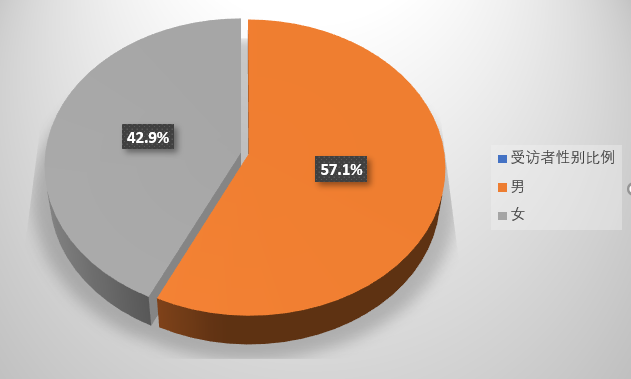 42.9%
57.1%
受访者性别比例
男
女